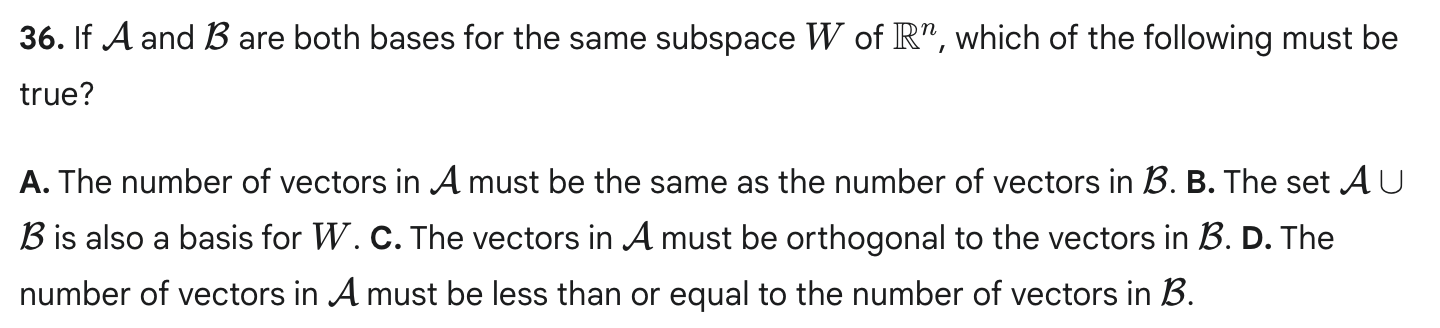 36. If 𝒜 and ℬ are both bases for the same subspace W of ℝⁿ, which of the following must be
true?
A. The number of vectors in 𝒜 must be the same as the number of vectors in ℬ. B. The set 𝒜 ∪
ℬ is also a basis for W. C. The vectors in 𝒜 must be orthogonal to the vectors in ℬ. D. The
number of vectors in 𝒜 must be less than or equal to the number of vectors in ℬ.